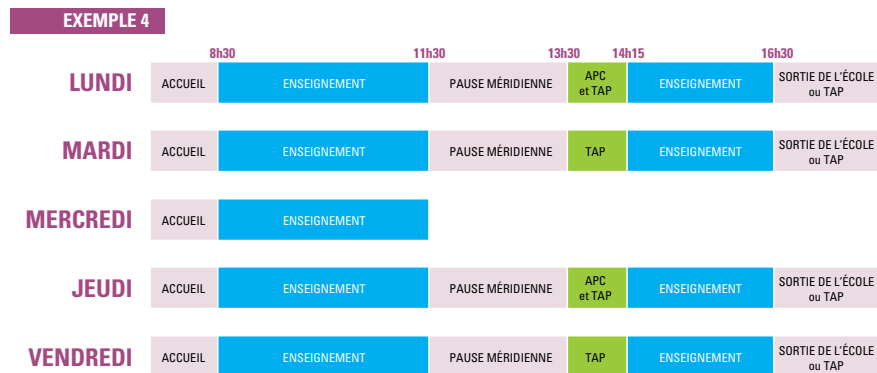 EXEMPLE 4
8h30 11h30 13h30 14h15 16h30
LUNDI ACCUEIL ENSEIGNEMENT PAUSE MÉRIDIENNE APC et TAP ENSEIGNEMENT SORTIE DE L'ÉCOLE ou TAP
MARDI ACCUEIL ENSEIGNEMENT PAUSE MÉRIDIENNE TAP ENSEIGNEMENT SORTIE DE L'ÉCOLE ou TAP
MERCREDI ACCUEIL ENSEIGNEMENT
JEUDI ACCUEIL ENSEIGNEMENT PAUSE MÉRIDIENNE APC et TAP ENSEIGNEMENT SORTIE DE L'ÉCOLE ou TAP
VENDREDI ACCUEIL ENSEIGNEMENT PAUSE MÉRIDIENNE TAP ENSEIGNEMENT SORTIE DE L'ÉCOLE ou TAP